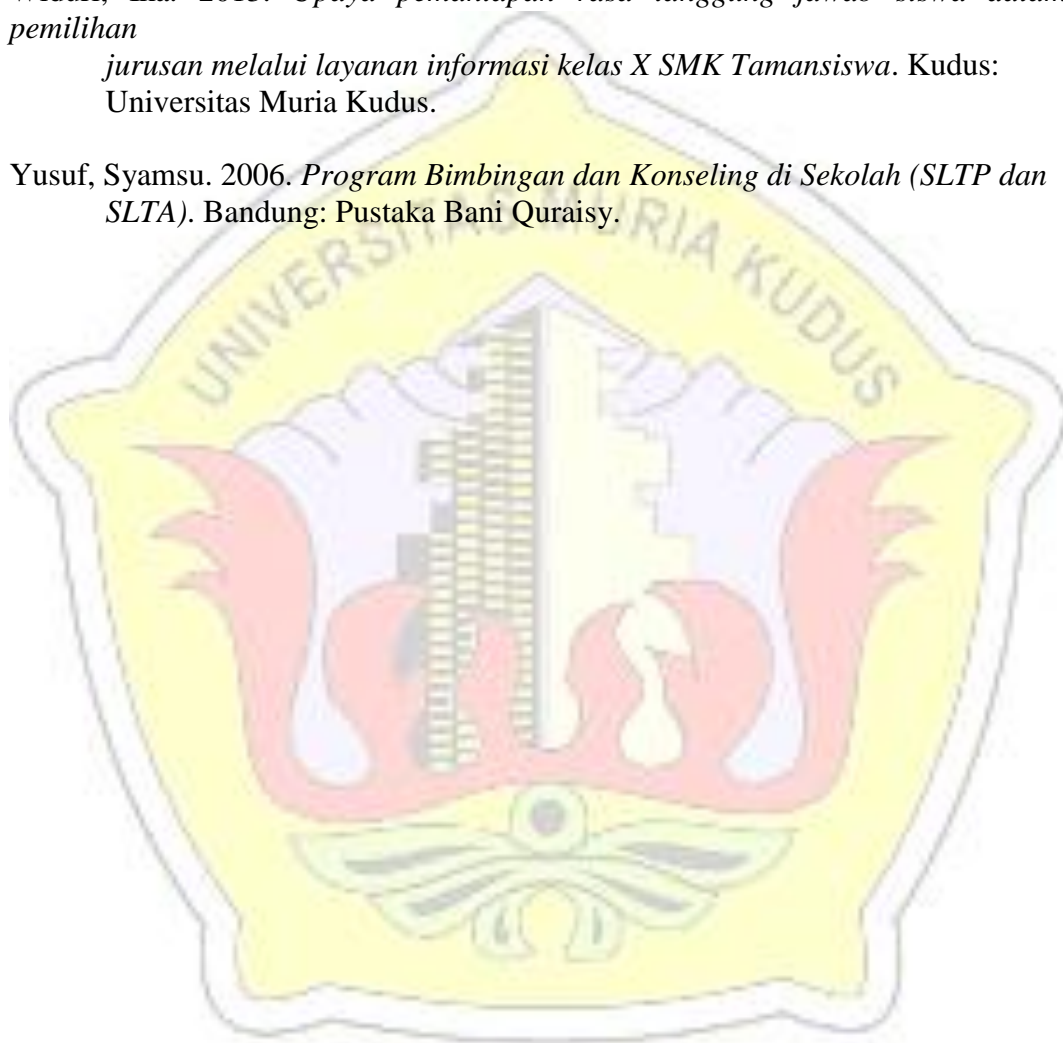 pemilihan
jurusan melalui layanan informasi kelas X SMK Tamansiswa. Kudus:
Universitas Muria Kudus.
Yusuf, Syamsu. 2006. Program Bimbingan dan Konseling di Sekolah (SLTP dan
SLTA). Bandung: Pustaka Bani Quraisy.
UNIVERSITAS MURIA KUDUS